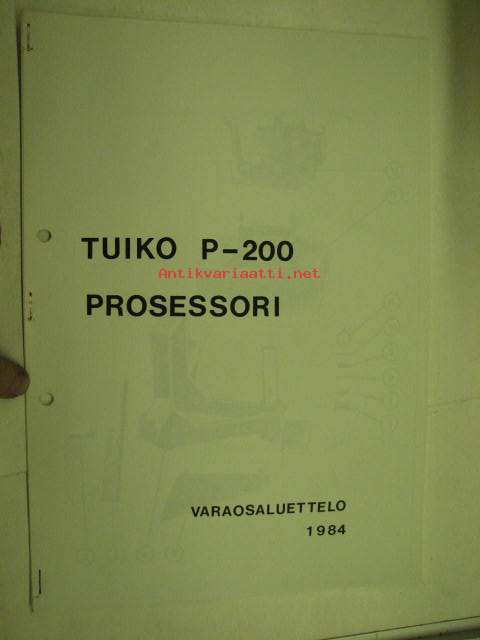 TUIKO P-200
Antikvariaatti.net
PROSESSORI
VARAOSALUETTELO
1984